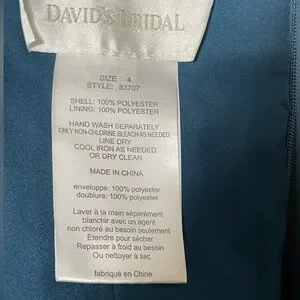 DAVID'S BRIDAL
SIZE 4
STYLE: 83707
SHELL: 100% POLYESTER
LINING: 100% POLYESTER
HAND WASH SEPARATELY
ONLY NON-CHLORINE BLEACH AS NEEDED
LINE DRY
COOL IRON AS NEEDED
OR DRY CLEAN
MADE IN CHINA
enveloppe: 100% polyester
doublure: 100% polyester
Laver à la main séparément
blanchir avec un agent
non chloré au besoin seulement
Étendre pour sécher
Repasser à froid au besoin
Ou nettoyer à sec
fabriqué en Chine